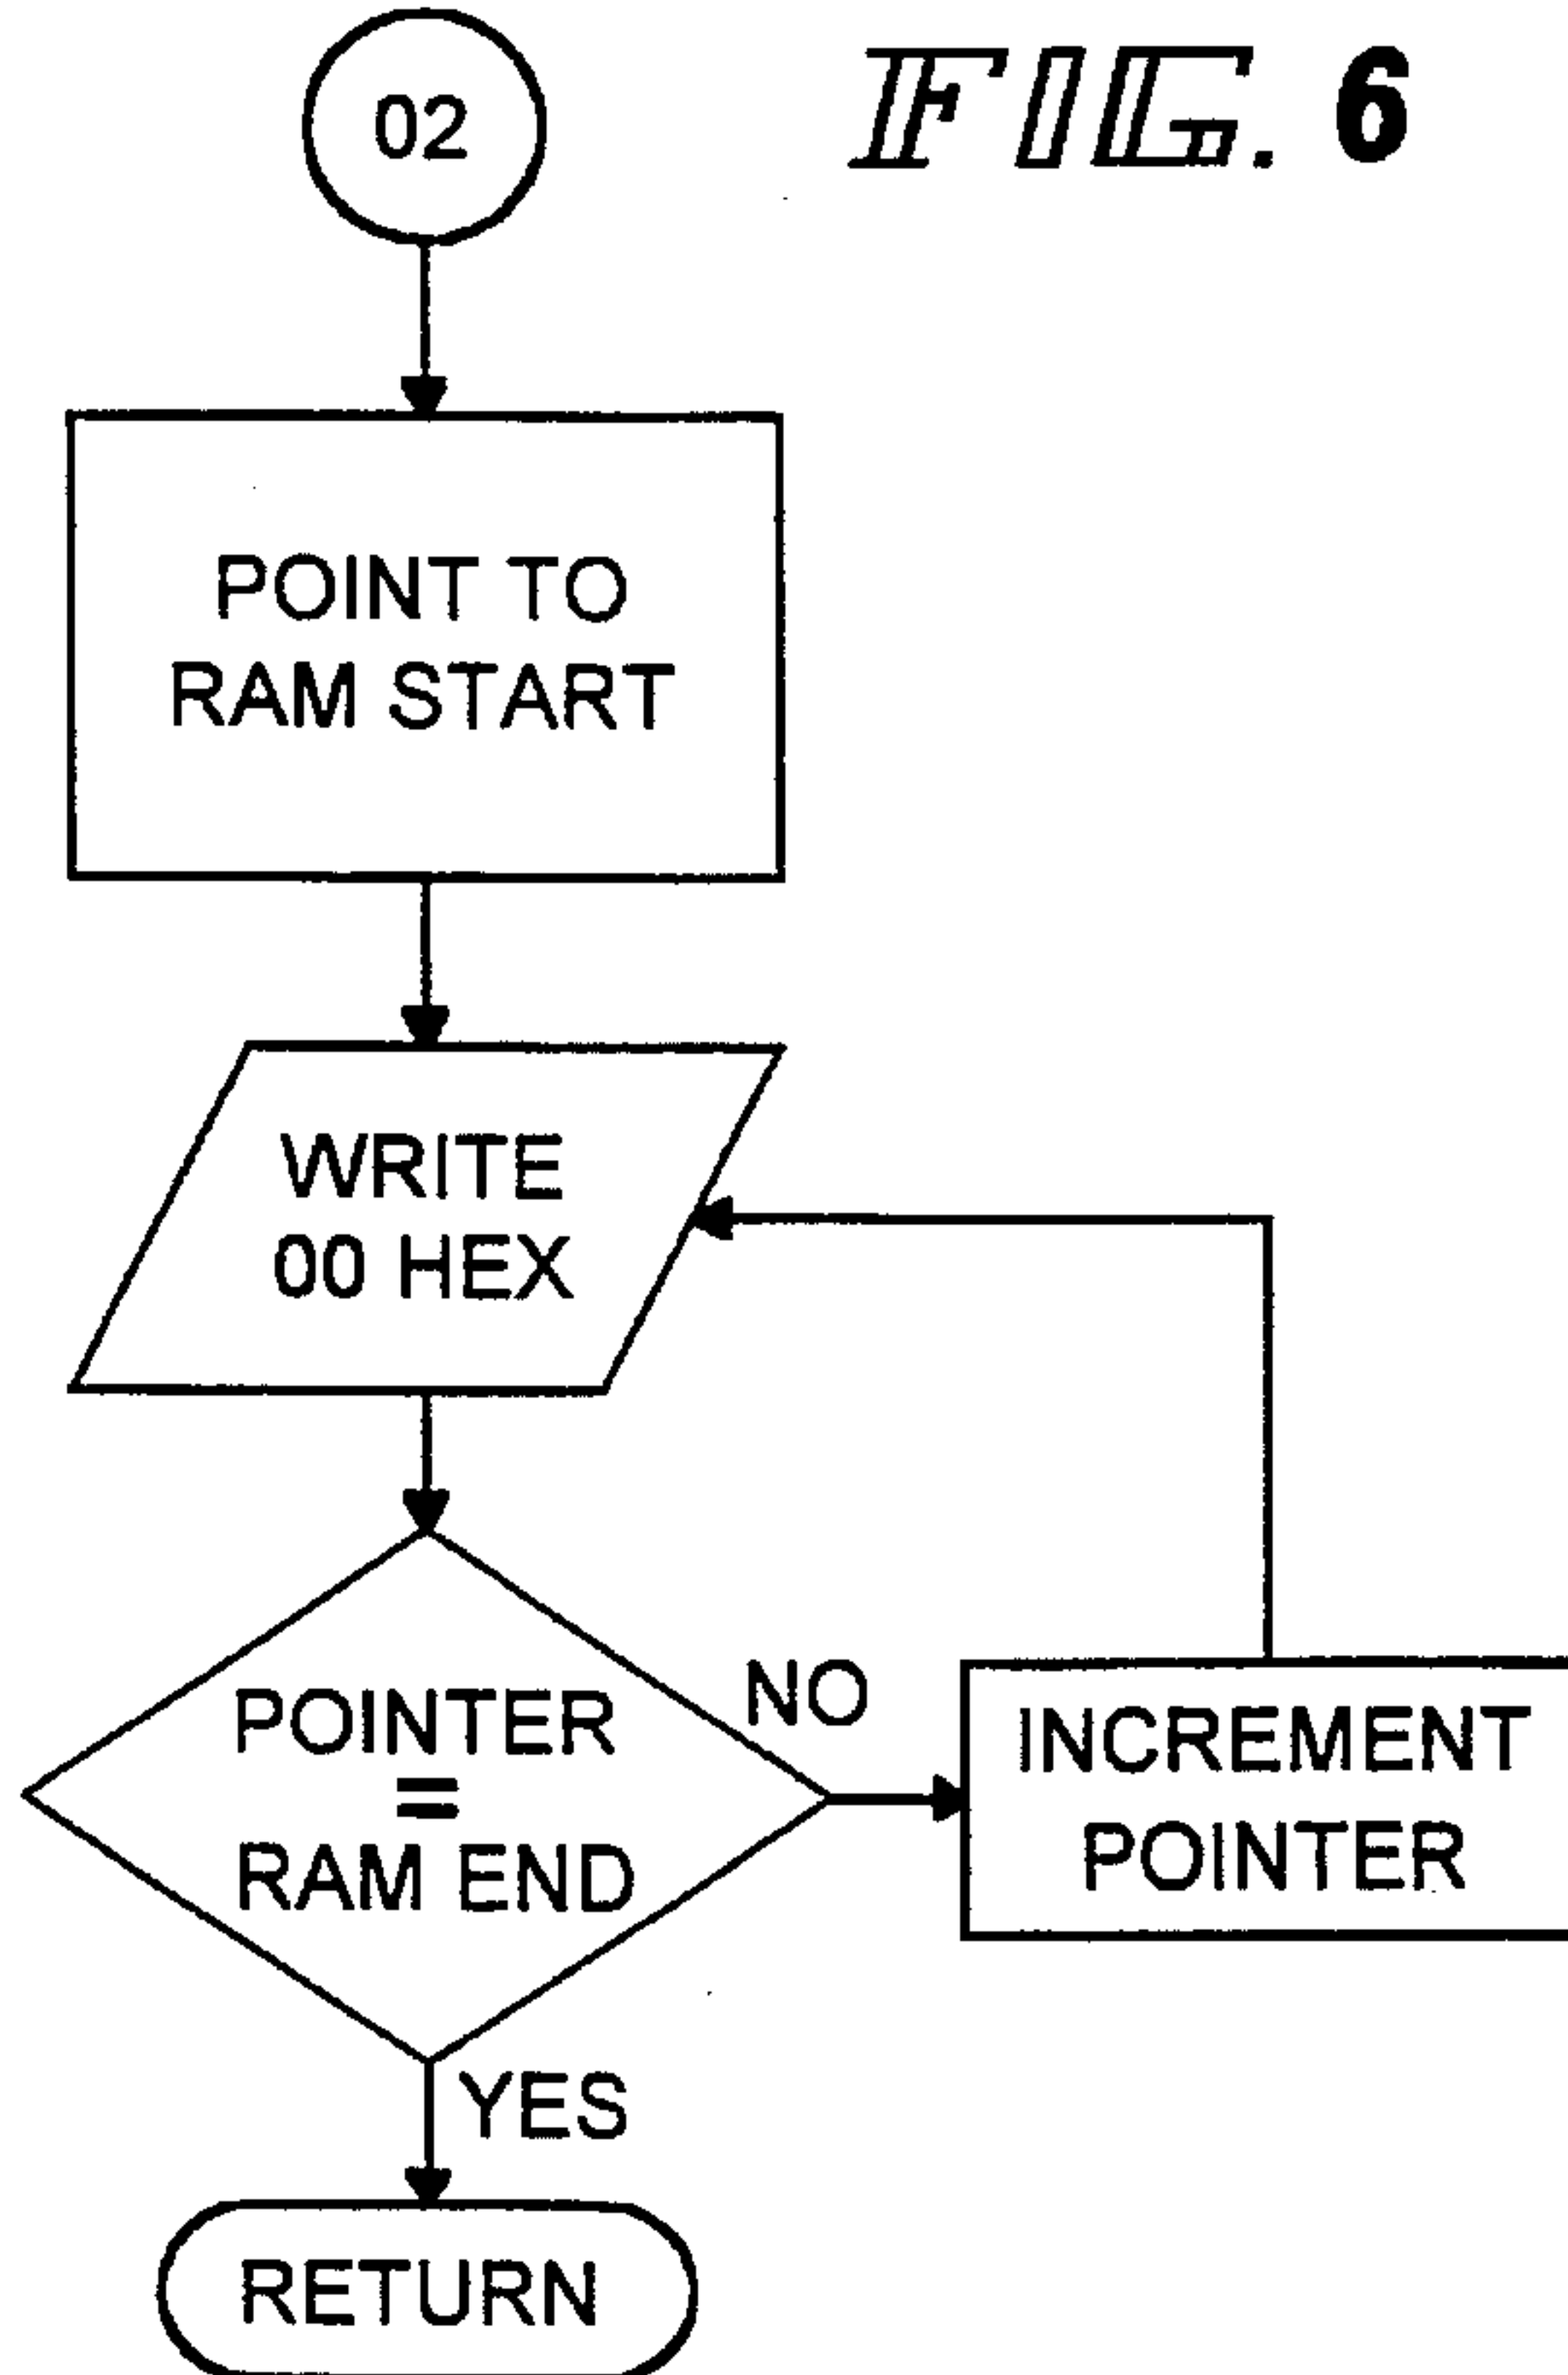 02
FIG. 6
POINT TO
RAM START
WRITE
00 HEX
POINTER
=
RAM END
NO
INCREMENT
POINTER
YES
RETURN